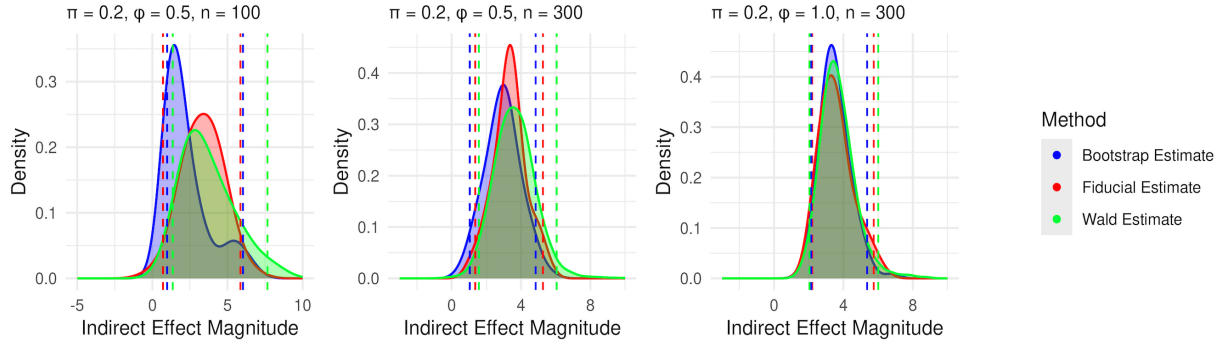 π = 0.2, φ = 0.5, n = 100
Density
0.3
0.2
0.1
0.0
-5
0
5
10
Indirect Effect Magnitude
π = 0.2, φ = 0.5, n = 300
Density
0.4
0.3
0.2
0.1
0.0
0
4
8
Indirect Effect Magnitude
π = 0.2, φ = 1.0, n = 300
Density
0.4
0.3
0.2
0.1
0.0
0
4
8
Indirect Effect Magnitude
Method
Bootstrap Estimate
Fiducial Estimate
Wald Estimate